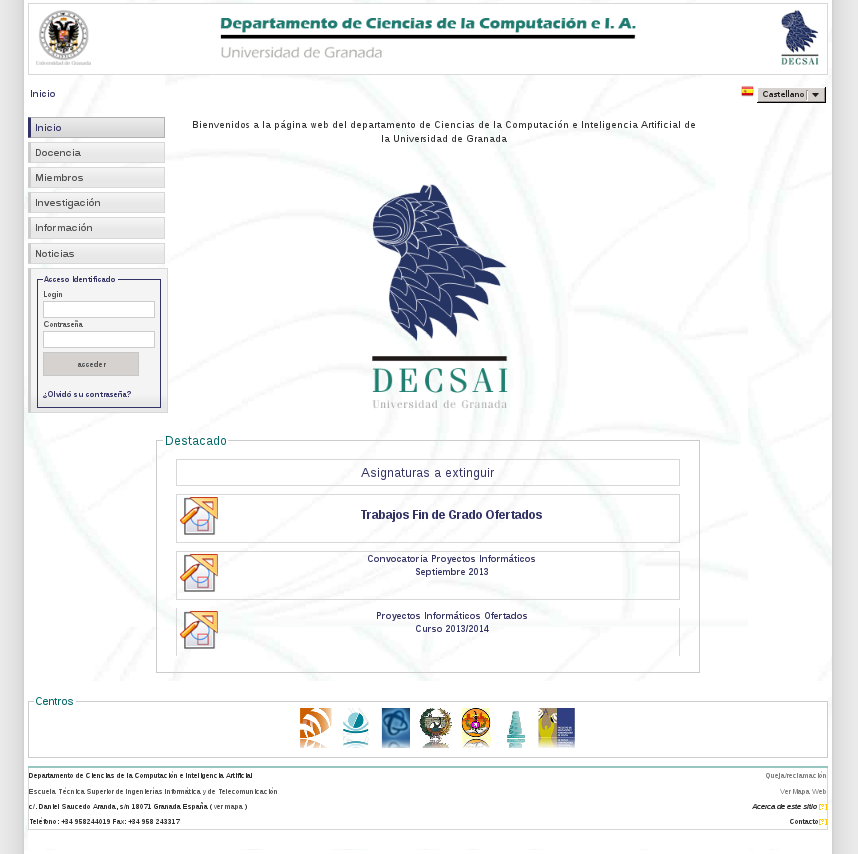 Departamento de Ciencias de la Computación e I. A.
Universidad de Granada
Universidad de Granada
DECSAI
Inicio
Castellano
Inicio
Docencia
Miembros
Investigación
Información
Noticias
Acceso Identificado
Login
Contraseña
acceder
¿Olvidó su contraseña?
Bienvenidos a la página web del departamento de Ciencias de la Computación e Inteligencia Artificial de
la Universidad de Granada
DECSAI
Universidad de Granada
Destacado
Asignaturas a extinguir
Trabajos Fin de Grado Ofertados
Convocatoria Proyectos Informáticos
Septiembre 2013
Proyectos Informáticos Ofertados
Curso 2013/2014
Centros
Departamento de Ciencias de la Computación e Inteligencia Artificial
Queja/reclamación
Escuela Técnica Superior de Ingenierías Informática y de Telecomunicación
Ver Mapa Web
c/. Daniel Saucedo Aranda, s/n 18071 Granada España ( ver mapa )
Acerca de este sitio [?]
Teléfono: +34 958244019 Fax: +34 958 243317
Contacto[?]